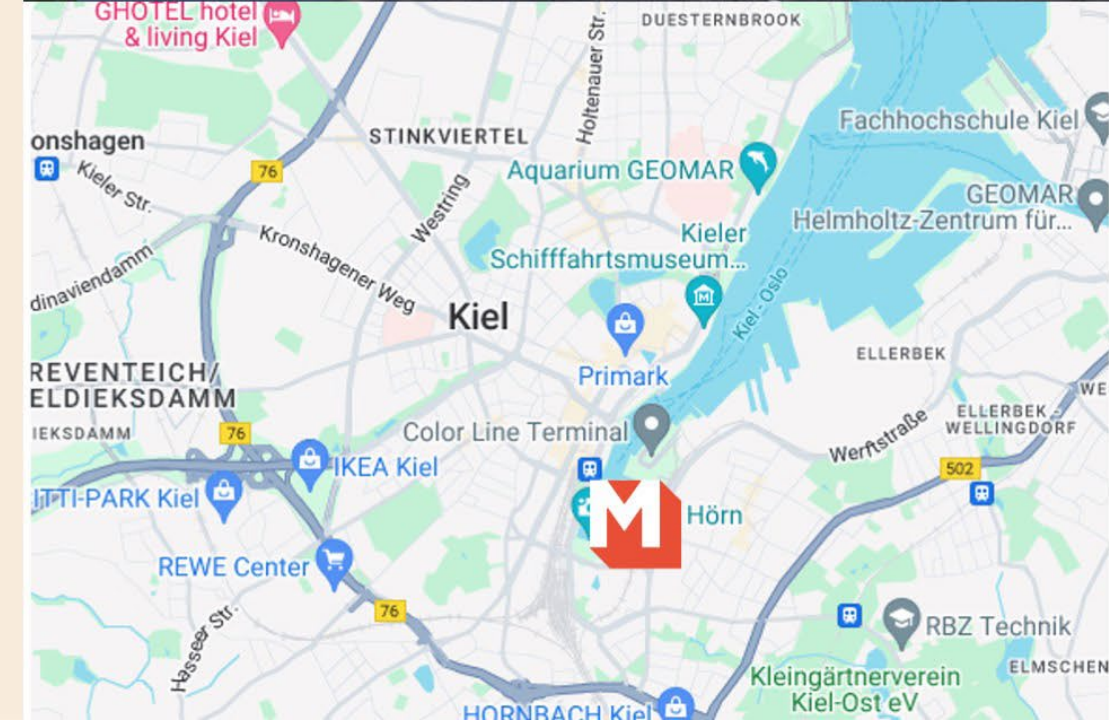 GHOTEL hotel
& living Kiel
DUESTERNBROOK
Holtenauer Str.
onshagen
STINKVIERTEL
Fachhochschule Kiel
76
Aquarium GEOMAR
Kieler Str.
Westring
GEOMAR
Helmholtz-Zentrum für...
Kieler
Schifffahrtsmuseum...
Kronshagener Weg
dinaviendamm
M
Kiel - Oslo
Kiel
Primark
ELLERBEK
REVENTEICH/
ELDIEKSDAMM
IEKSDAMM
WE
ELLERBEK -
WELLINGDORF
Werftstraße
76
Color Line Terminal
IKEA Kiel
502
ITTI-PARK Kiel
M
Hörn
REWE Center
76
Hasseer Str.
RBZ Technik
ELMSCHEN
Kleingärtnerverein
Kiel-Ost eV
HORNBACH Kiel